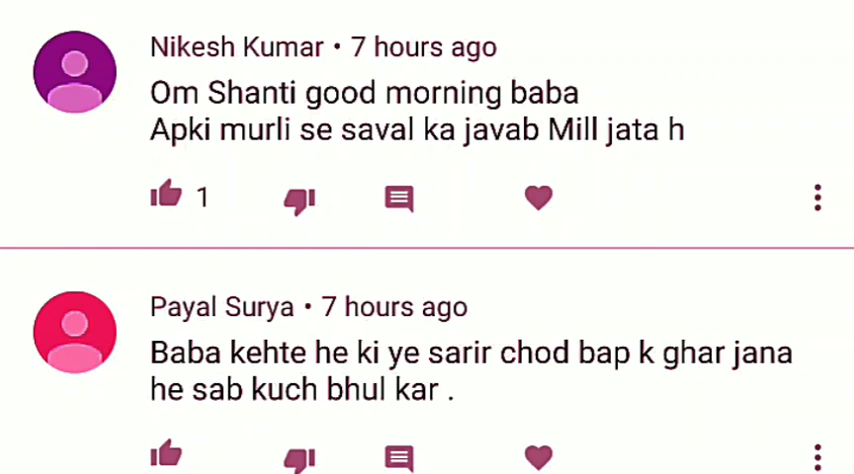 Nikesh Kumar • 7 hours ago
Om Shanti good morning baba
Apki murli se saval ka javab Mill jata h
1
Payal Surya • 7 hours ago
Baba kehte he ki ye sarir chod bap k ghar jana
he sab kuch bhul kar .